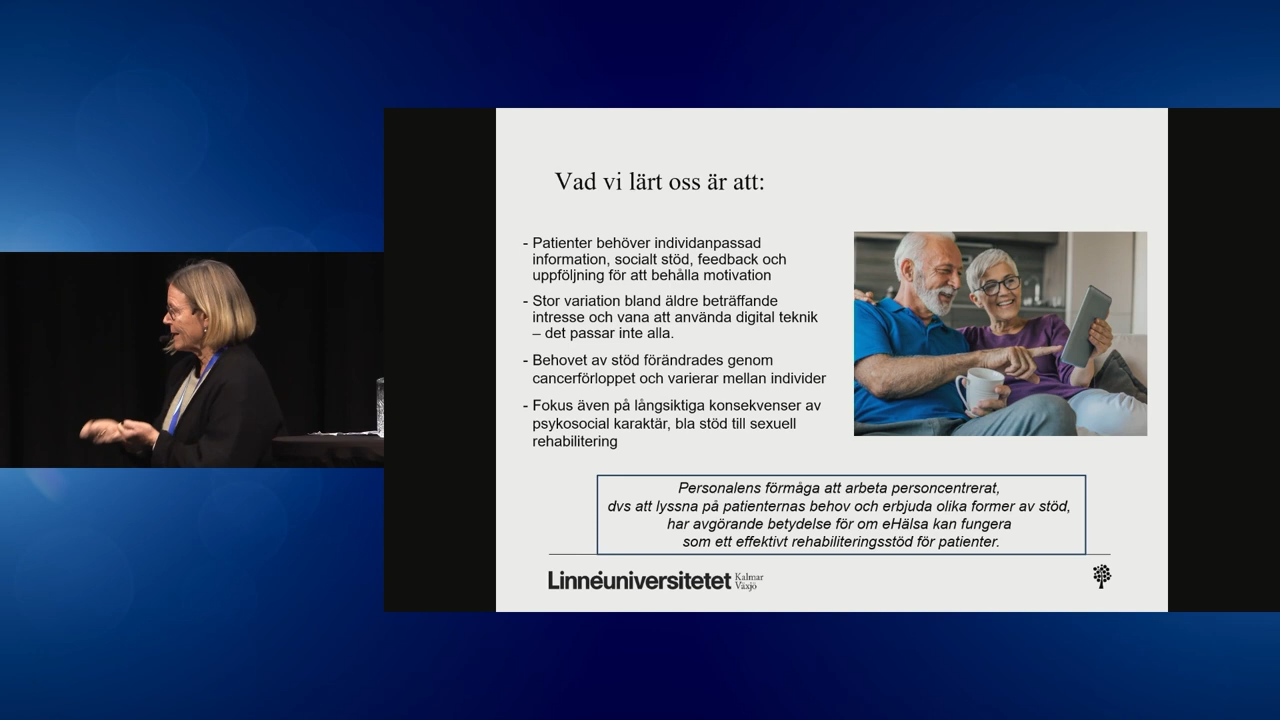 Vad vi lärt oss är att:
- Patienter behöver individanpassad
information, socialt stöd, feedback och
uppföljning för att behålla motivation
- Stor variation bland äldre beträffande
intresse och vana att använda digital teknik
– det passar inte alla.
- Behovet av stöd förändrades genom
cancerförloppet och varierar mellan individer
- Fokus även på långsiktiga konsekvenser av
psykosocial karaktär, bla stöd till sexuell
rehabilitering
Personalens förmåga att arbeta personcentrerat,
dvs att lyssna på patienternas behov och erbjuda olika former av stöd,
har avgörande betydelse för om eHälsa kan fungera
som ett effektivt rehabiliteringsstöd för patienter.
Linnéuniversitetet Kalmar
Växjö